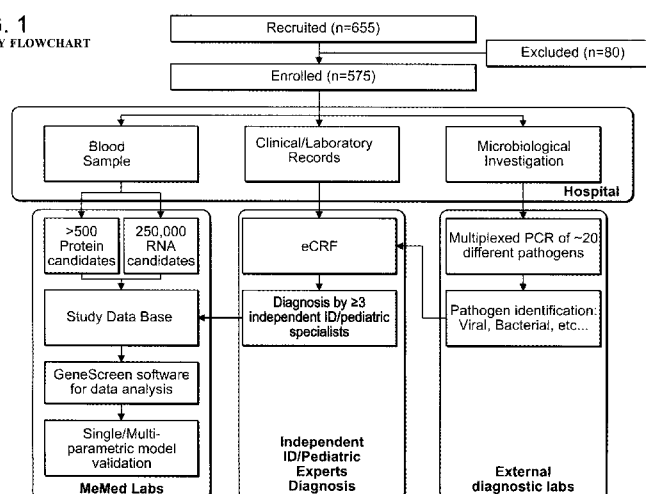 . 1
Y FLOWCHART
Recruited (n=655)
Excluded (n=80)
Enrolled (n=575)
Blood
Sample
Clinical/Laboratory
Records
Microbiological
Investigation
Hospital
>500
Protein
candidates
250,000
RNA
candidates
eCRF
Multiplexed PCR of ~20
different pathogens
Study Data Base
Diagnosis by ≥3
independent ID/pediatric
specialists
Pathogen identification:
Viral, Bacterial, etc...
GeneScreen software
for data analysis
Single/Multi-
parametric model
validation
MeMed Labs
Independent
ID/Pediatric
Experts
Diagnosis
External
diagnostic labs